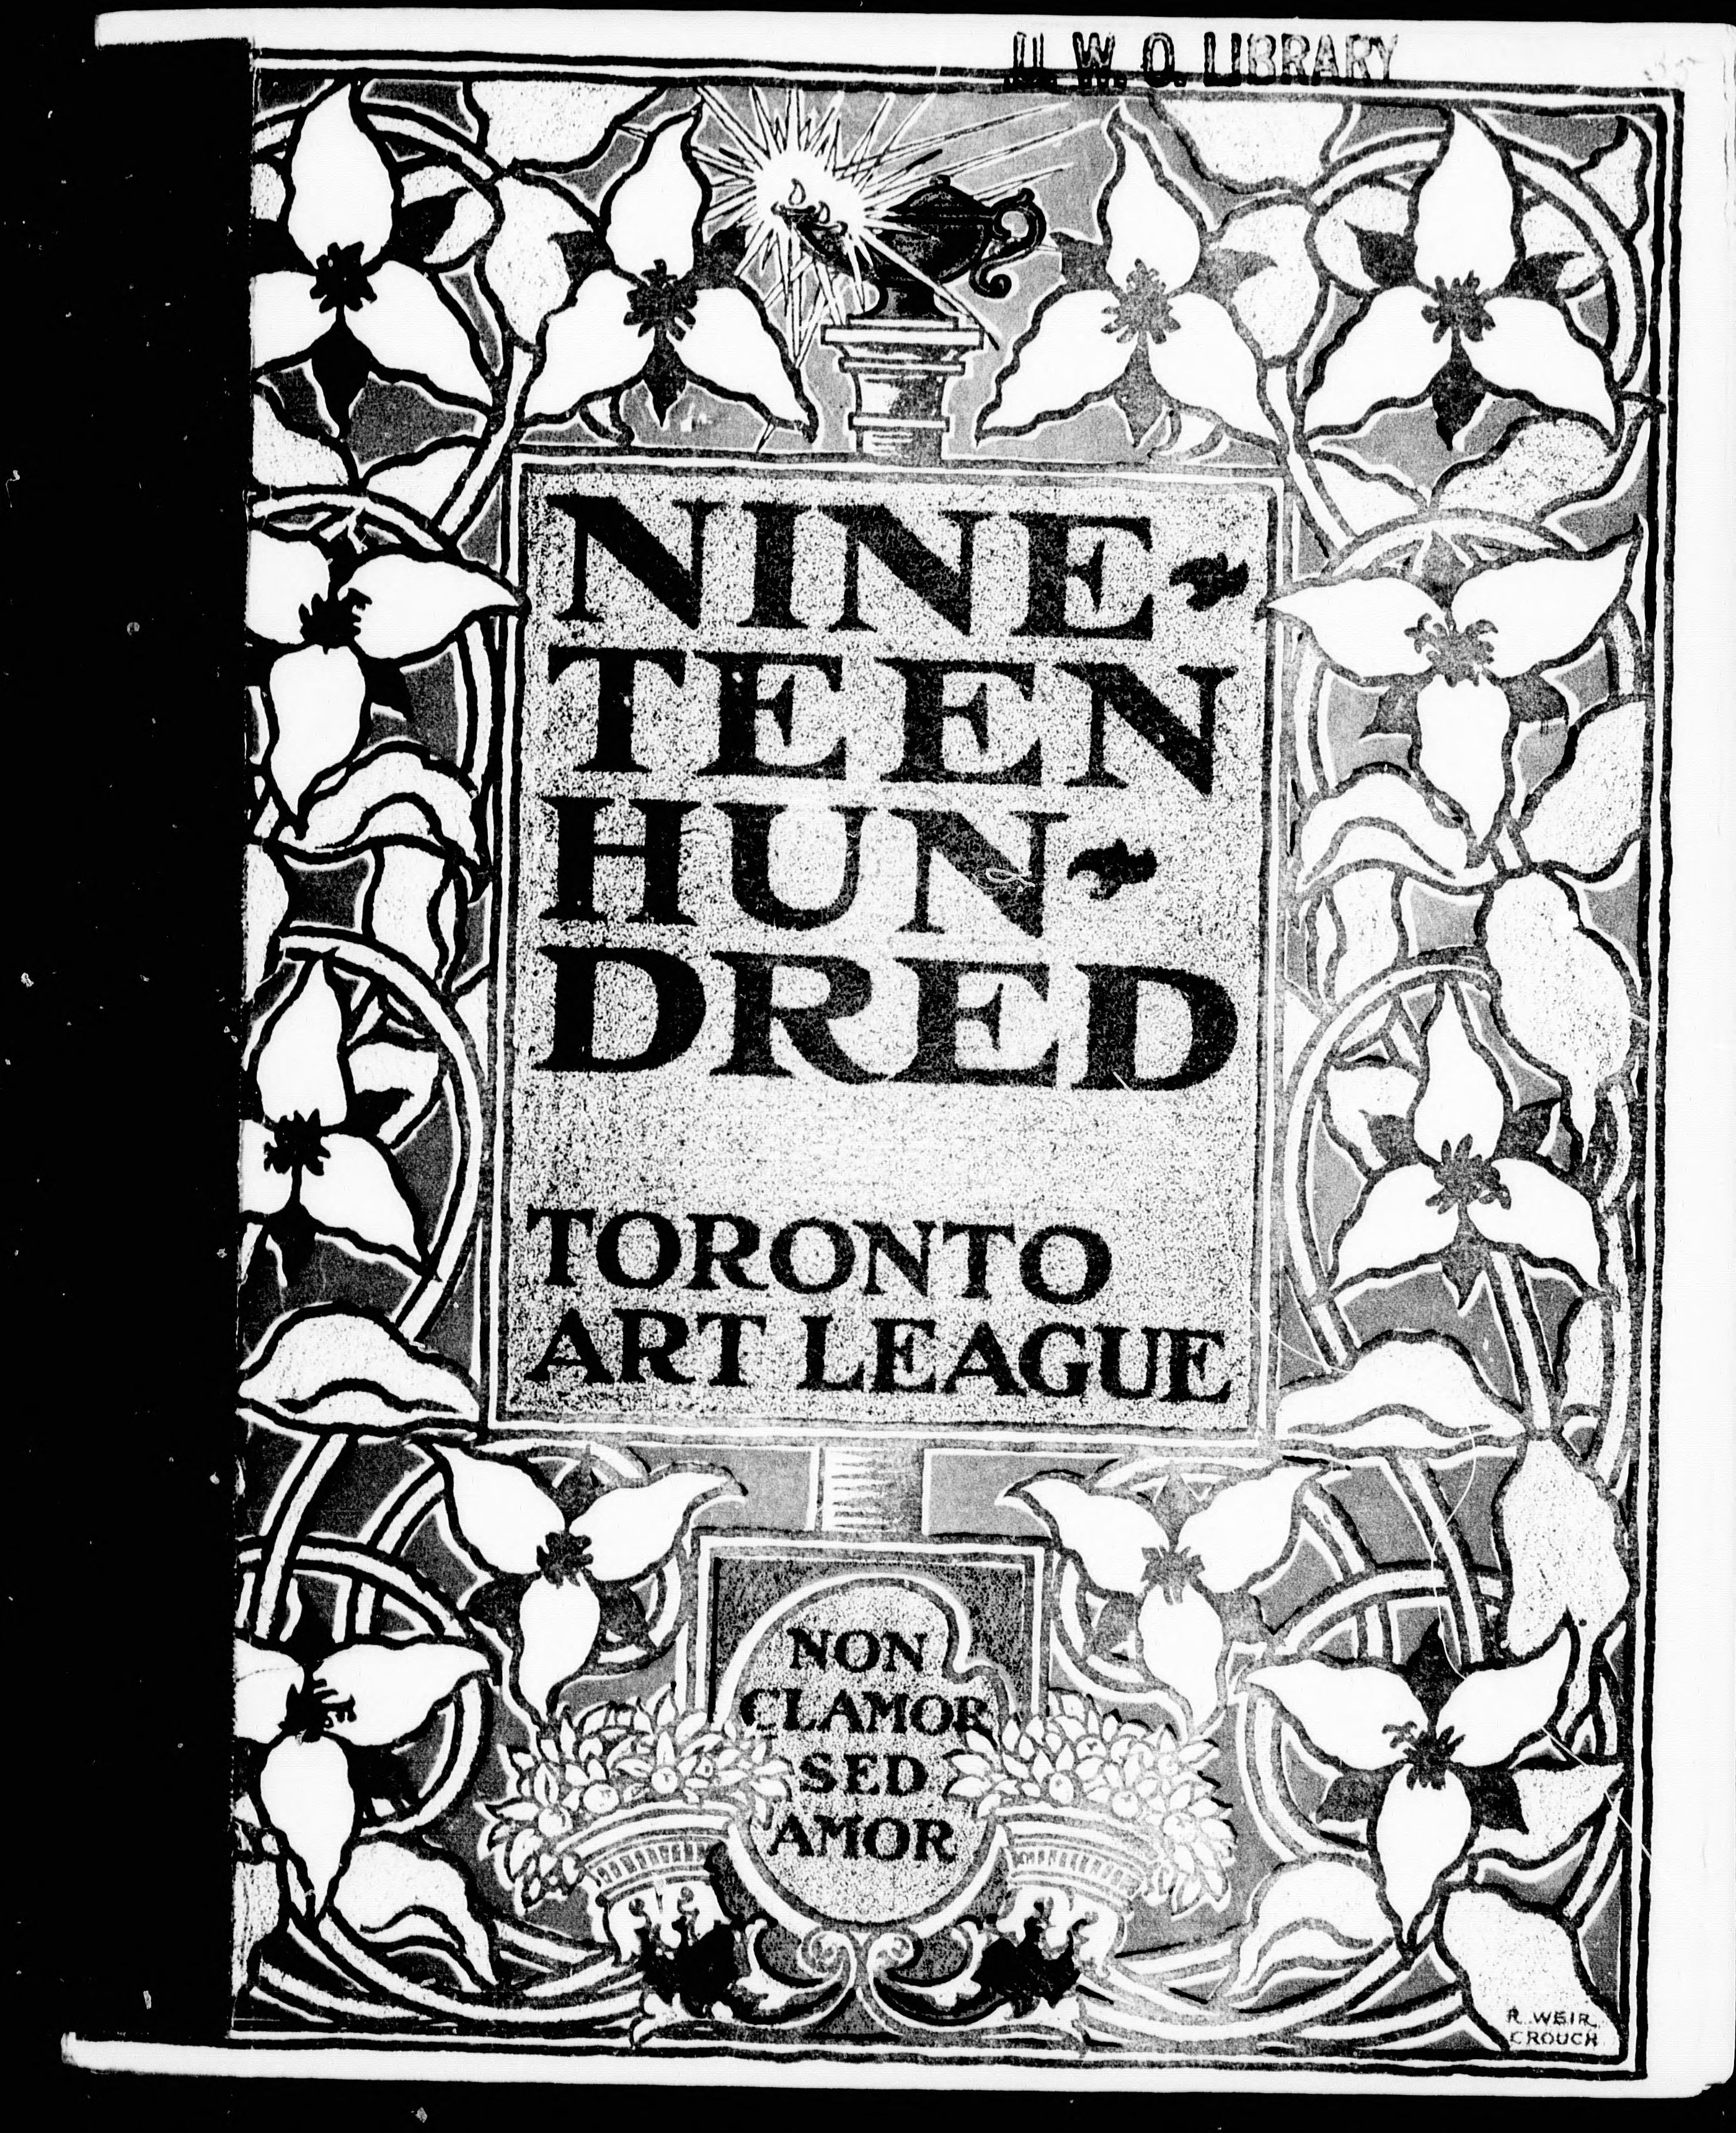 U. W. O. LIBRARY
NINE
TEEN
HUN
DRED
TORONTO
ART LEAGUE
NON
CLAMOR
SED
AMOR
R. WEIR
CROUCH